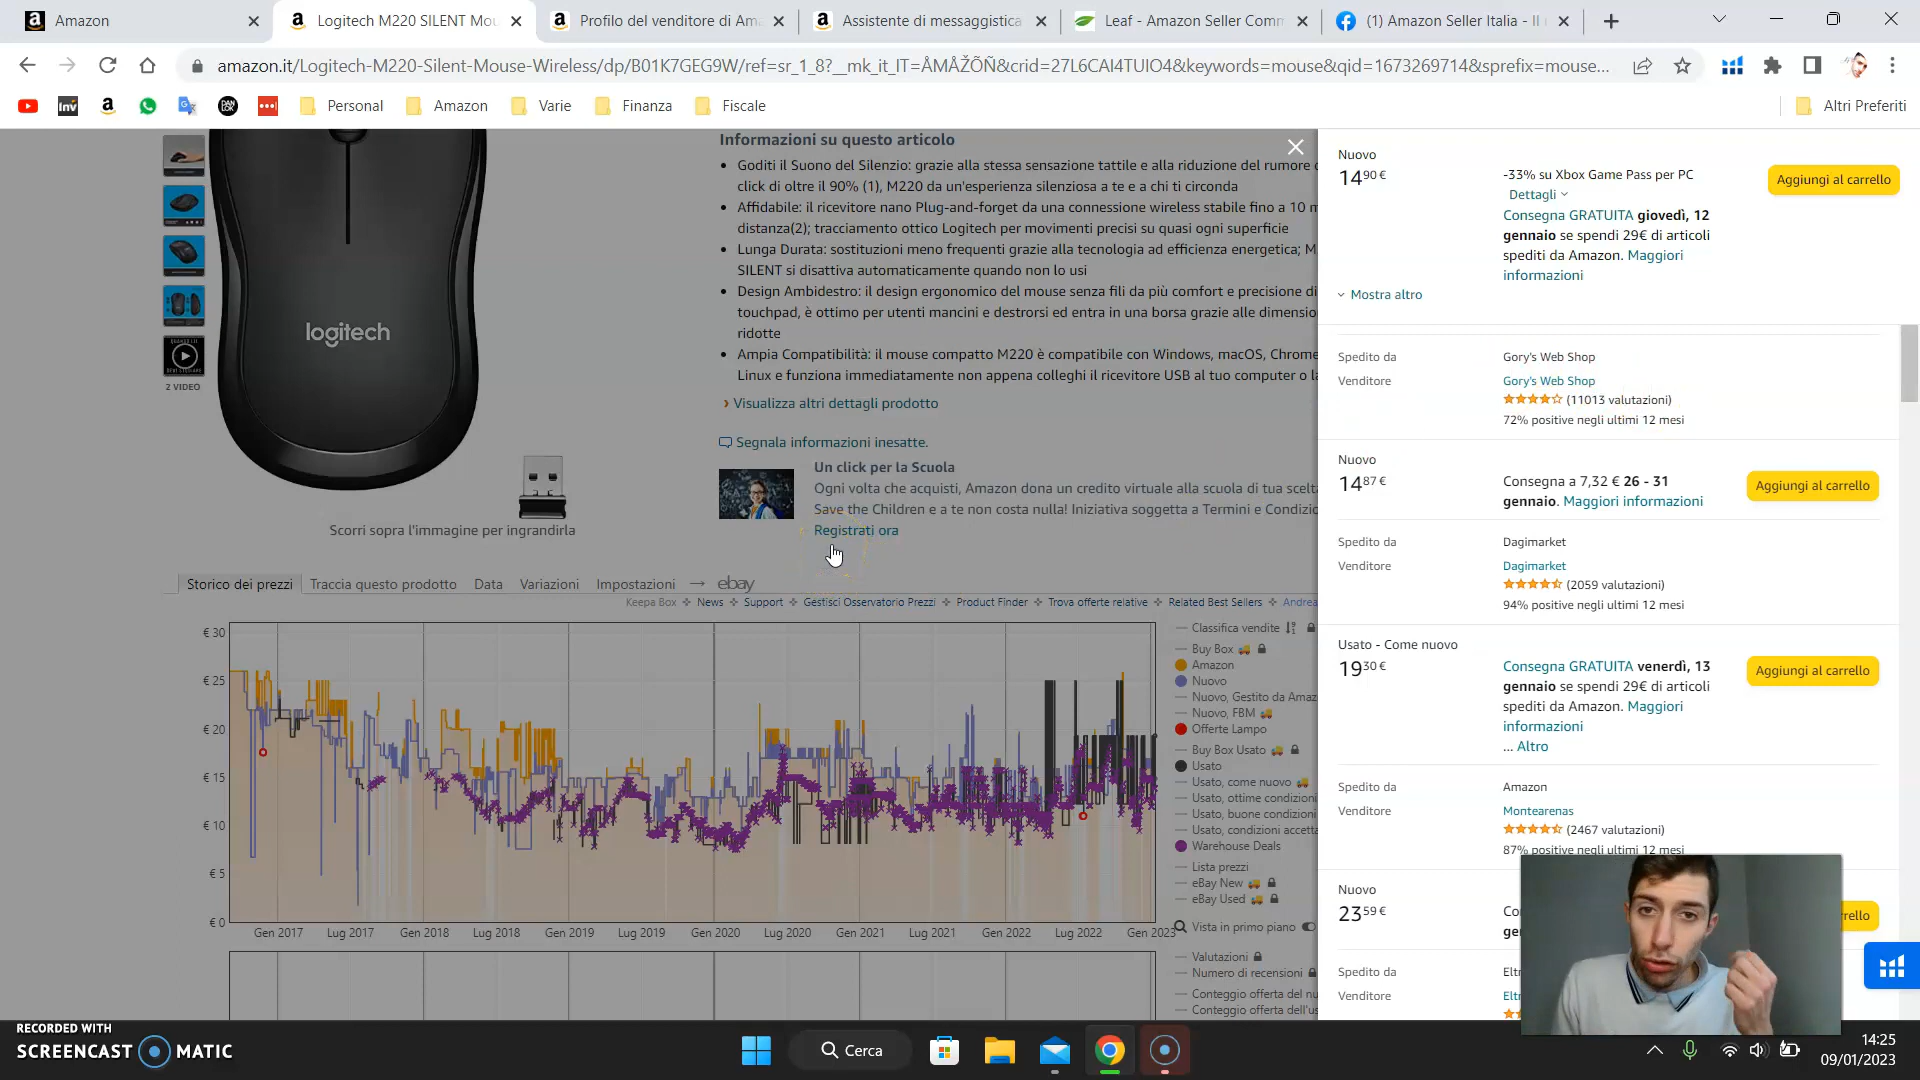 Amazon
Logitech M220 SILENT Mou
Profilo del venditore di Ama
Assistente di messaggistica
Leaf - Amazon Seller Comm
(1) Amazon Seller Italia - Il
amazon.it/Logitech-M220-Silent-Mouse-Wireless/dp/B01K7GEG9W/ref=sr_1_8?__mk_it_IT=ÅMÅŽÕÑ&crid=27L6CAI4TUIO4&keywords=mouse&qid=1673269714&sprefix=mouse...
Inv
PAN LOK
Personal
Amazon
Varie
Finanza
Fiscale
Altri Preferiti
Informazioni su questo articolo
Goditi il Suono del Silenzio: grazie alla stessa sensazione tattile e alla riduzione del rumore
click di oltre il 90% (1), M220 da un'esperienza silenziosa a te e a chi ti circonda
Affidabile: il ricevitore nano Plug-and-forget da una connessione wireless stabile fino a 10 m
distanza(2); tracciamento ottico Logitech per movimenti precisi su quasi ogni superficie
Lunga Durata: sostituzioni meno frequenti grazie alla tecnologia ad efficienza energetica; M
SILENT si disattiva automaticamente quando non lo usi
Design Ambidestro: il design ergonomico del mouse senza fili da più comfort e precisione di
touchpad, è ottimo per utenti mancini e destrorsi ed entra in una borsa grazie alle dimensio
ridotte
Ampia Compatibilità: il mouse compatto M220 è compatibile con Windows, macOS, Chrome
Linux e funziona immediatamente non appena colleghi il ricevitore USB al tuo computer o la
› Visualizza altri dettagli prodotto
Segnala informazioni inesatte.
Un click per la Scuola
Ogni volta che acquisti, Amazon dona un credito virtuale alla scuola di tua scelt
Save the Children e a te non costa nulla! Iniziativa soggetta a Termini e Condizio
Registrati ora
logitech
2 VIDEO
Scorri sopra l'immagine per ingrandirla
Storico dei prezzi
Traccia questo prodotto
Data
Variazioni
Impostazioni
→ ebay
Keepa Box
News
Support
Gestisci Osservatorio Prezzi
Product Finder
Trova offerte relative
Related Best Sellers
Andrea
€ 30
€ 25
€ 20
€ 15
€ 10
€ 5
€ 0
Gen 2017
Lug 2017
Gen 2018
Lug 2018
Gen 2019
Lug 2019
Gen 2020
Lug 2020
Gen 2021
Lug 2021
Gen 2022
Lug 2022
Gen 2023
Classifica vendite
Buy Box
Amazon
Nuovo
Nuovo, Gestito da Amaz
Nuovo, FBM
Offerte Lampo
Buy Box Usato
Usato
Usato, come nuovo
Usato, ottime condizioni
Usato, buone condizioni
Usato, condizioni accetta
Warehouse Deals
Lista prezzi
eBay New
eBay Used
Vista in primo piano
Valutazioni
Numero di recensioni
Conteggio offerta del nu
Conteggio offerta dell'us
Nuovo
14 90 €
-33% su Xbox Game Pass per PC
Dettagli
Consegna GRATUITA giovedì, 12
gennaio se spendi 29€ di articoli
spediti da Amazon. Maggiori
informazioni
Aggiungi al carrello
Mostra altro
Spedito da
Gory's Web Shop
Venditore
Gory's Web Shop
(11013 valutazioni)
72% positive negli ultimi 12 mesi
Nuovo
14 87 €
Consegna a 7,32 € 26 - 31
gennaio. Maggiori informazioni
Aggiungi al carrello
Spedito da
Dagimarket
Venditore
Dagimarket
(2059 valutazioni)
94% positive negli ultimi 12 mesi
Usato - Come nuovo
19 30 €
Consegna GRATUITA venerdì, 13
gennaio se spendi 29€ di articoli
spediti da Amazon. Maggiori
informazioni
... Altro
Aggiungi al carrello
Spedito da
Amazon
Venditore
Montearenas
(2467 valutazioni)
87% positive negli ultimi 12 mesi
Nuovo
23 59 €
Co
ge
rrello
Spedito da
Elt
Venditore
Elt
RECORDED WITH
SCREENCAST MATIC
Cerca
14:25
09/01/2023